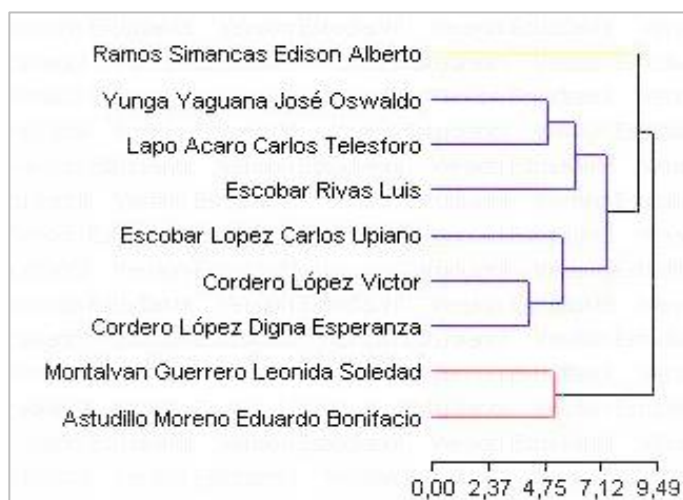 Ramos Simancas Edison Alberto
Yunga Yaguana José Oswaldo
Lapo Acaro Carlos Telesforo
Escobar Rivas Luis
Escobar Lopez Carlos Upiano
Cordero López Victor
Cordero López Digna Esperanza
Montalvan Guerrero Leonida Soledad
Astudillo Moreno Eduardo Bonifacio
0,00 2,37 4,75 7,12 9,49